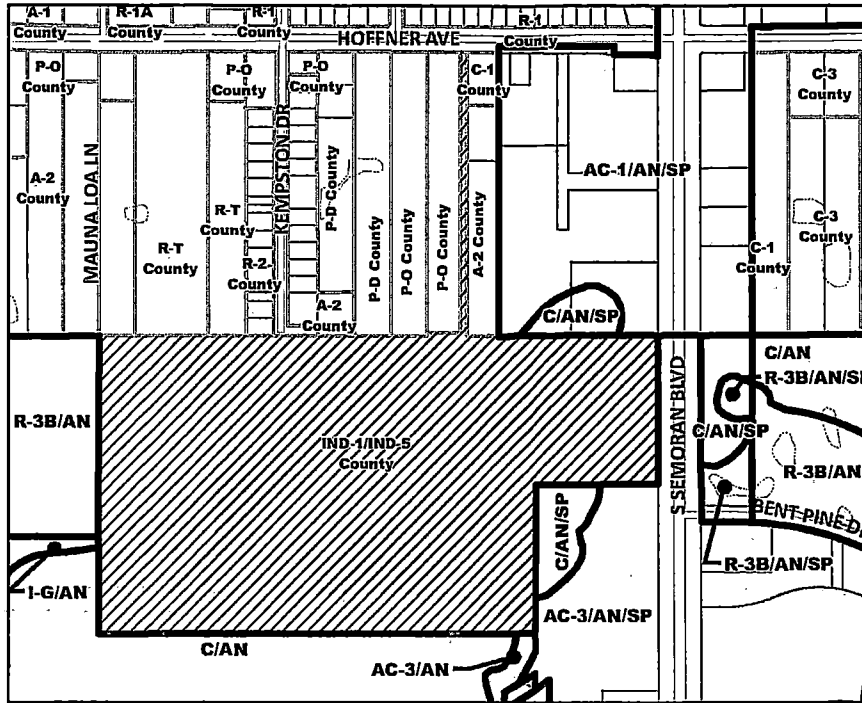 A-1
County
R-1A
County
R-1
County
R-1
County
HOFFNER AVE
P-O
County
P-O
County
P-O
County
C-1
County
C-3
County
MAUNA LOA LN
KEMPSTON DR
A-2
County
R-T
County
R-T
County
R-2
County
P-D County
A-2
County
P-D County
P-O County
A-2 County
AC-1/AN/SP
C-1
County
C-3
County
C/AN/SP
S SEMORAN BLVD
C/AN
R-3B/AN/SP
C/AN/SP
R-3B/AN
BENT PINE D
R-3B/AN/SP
R-3B/AN
IND-1/IND-5
County
C/AN/SP
I-G/AN
AC-3/AN/SP
C/AN
AC-3/AN